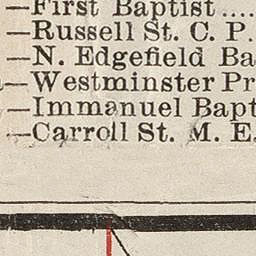 —First Baptist ....
—Russell St. C. P.
—N. Edgefield Ba
—Westminster Pr
—Immanuel Bapt
—Carroll St. M. E.